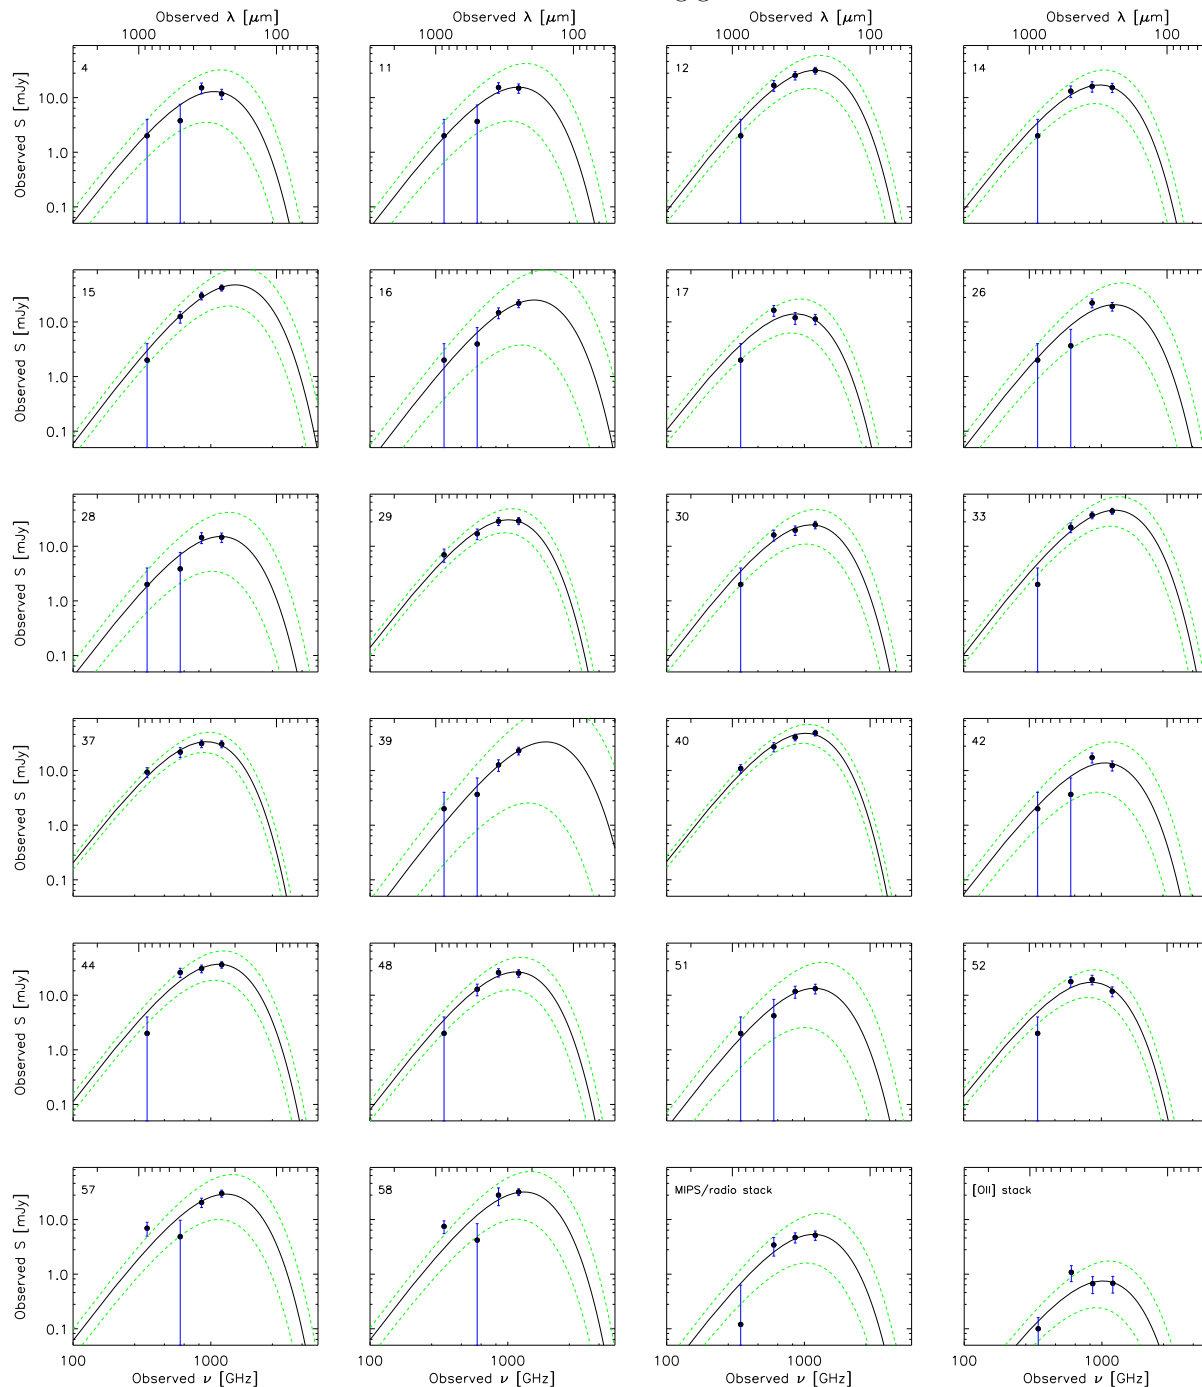 Observed λ [μm] Observed λ [μm] Observed λ [μm] Observed λ [μm]
1000 100 1000 100 1000 100 1000 100
4 11 12 14
Observed S [mJy]
10.0
1.0
0.1
15 16 17 26
Observed S [mJy]
10.0
1.0
0.1
28 29 30 33
Observed S [mJy]
10.0
1.0
0.1
37 39 40 42
Observed S [mJy]
10.0
1.0
0.1
44 48 51 52
Observed S [mJy]
10.0
1.0
0.1
57 58 MIPS/radio stack [OII] stack
Observed S [mJy]
10.0
1.0
0.1
100 1000 100 1000 100 1000 100 1000
Observed ν [GHz] Observed ν [GHz] Observed ν [GHz] Observed ν [GHz]